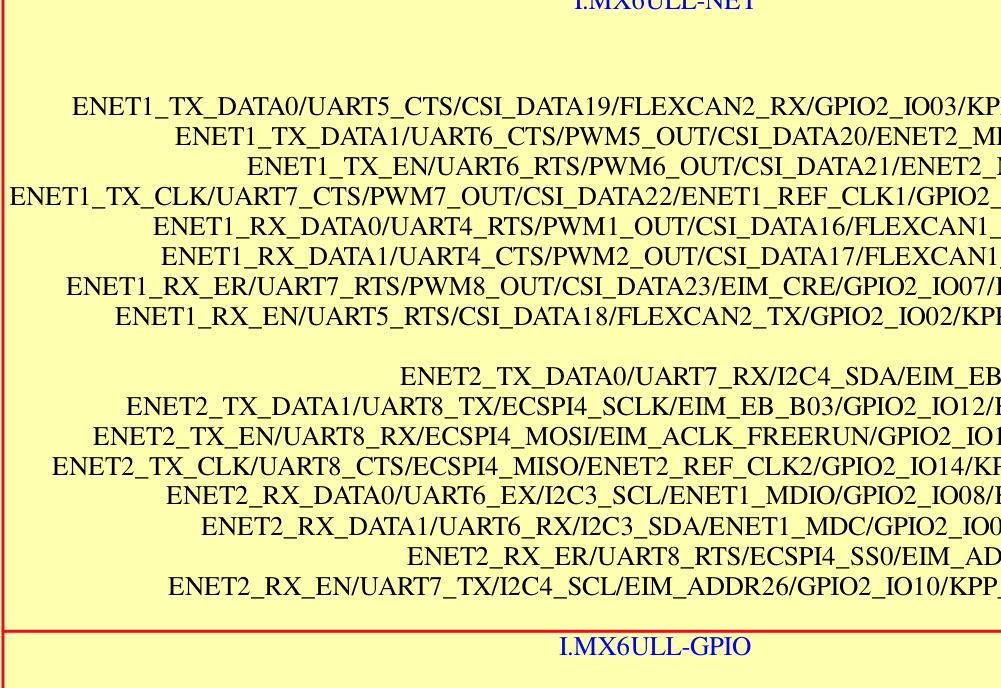 I.MX6ULL-NET
ENET1_TX_DATA0/UART5_CTS/CSI_DATA19/FLEXCAN2_RX/GPIO2_IO03/KP
ENET1_TX_DATA1/UART6_CTS/PWM5_OUT/CSI_DATA20/ENET2_M
ENET1_TX_EN/UART6_RTS/PWM6_OUT/CSI_DATA21/ENET2_
ENET1_TX_CLK/UART7_CTS/PWM7_OUT/CSI_DATA22/ENET1_REF_CLK1/GPIO2_
ENET1_RX_DATA0/UART4_RTS/PWM1_OUT/CSI_DATA16/FLEXCAN1_
ENET1_RX_DATA1/UART4_CTS/PWM2_OUT/CSI_DATA17/FLEXCAN1_
ENET1_RX_ER/UART7_RTS/PWM8_OUT/CSI_DATA23/EIM_CRE/GPIO2_IO07/
ENET1_RX_EN/UART5_RTS/CSI_DATA18/FLEXCAN2_TX/GPIO2_IO02/KP
ENET2_TX_DATA0/UART7_RX/I2C4_SDA/EIM_EB
ENET2_TX_DATA1/UART8_TX/ECSPI4_SCLK/EIM_EB_B03/GPIO2_IO12/
ENET2_TX_EN/UART8_RX/ECSPI4_MOSI/EIM_ACLK_FREERUN/GPIO2_IO1
ENET2_TX_CLK/UART8_CTS/ECSPI4_MISO/ENET2_REF_CLK2/GPIO2_IO14/KP
ENET2_RX_DATA0/UART6_EX/I2C3_SCL/ENET1_MDIO/GPIO2_IO08/
ENET2_RX_DATA1/UART6_RX/I2C3_SDA/ENET1_MDC/GPIO2_IO0
ENET2_RX_ER/UART8_RTS/ECSPI4_SS0/EIM_AD
ENET2_RX_EN/UART7_TX/I2C4_SCL/EIM_ADDR26/GPIO2_IO10/KPP_
I.MX6ULL-GPIO